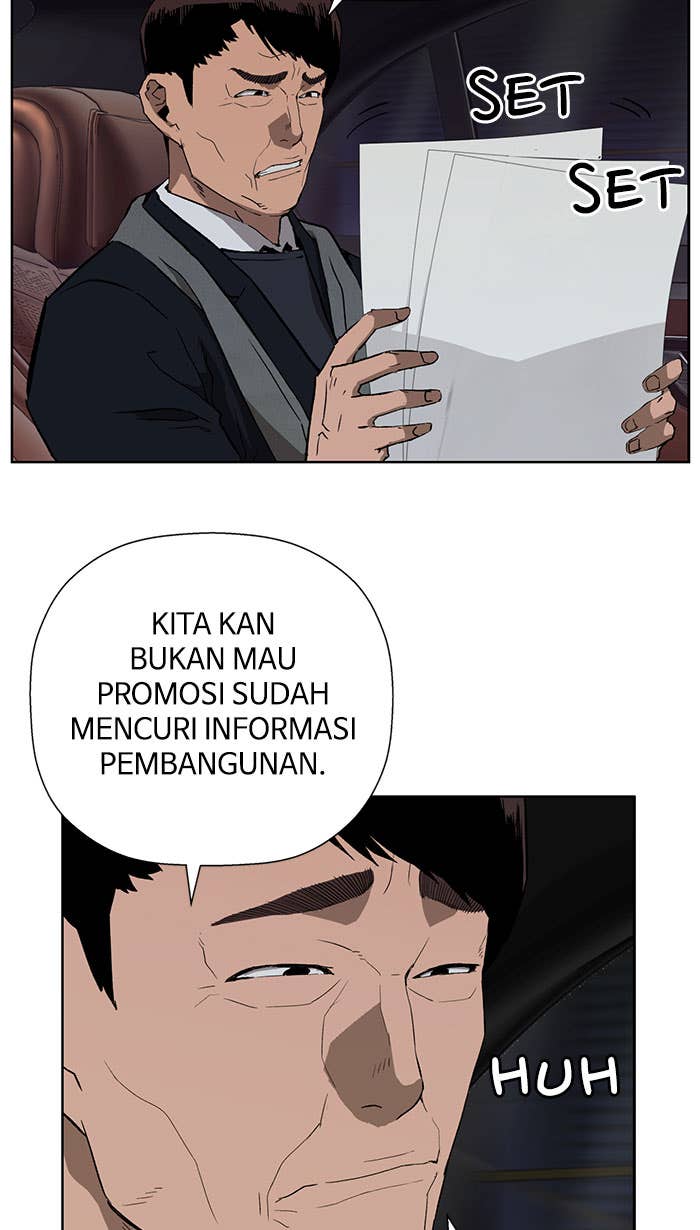 SET
SET
KITA KAN
BUKAN MAU
PROMOSI SUDAH
MENCURI INFORMASI
PEMBANGUNAN.
HUH